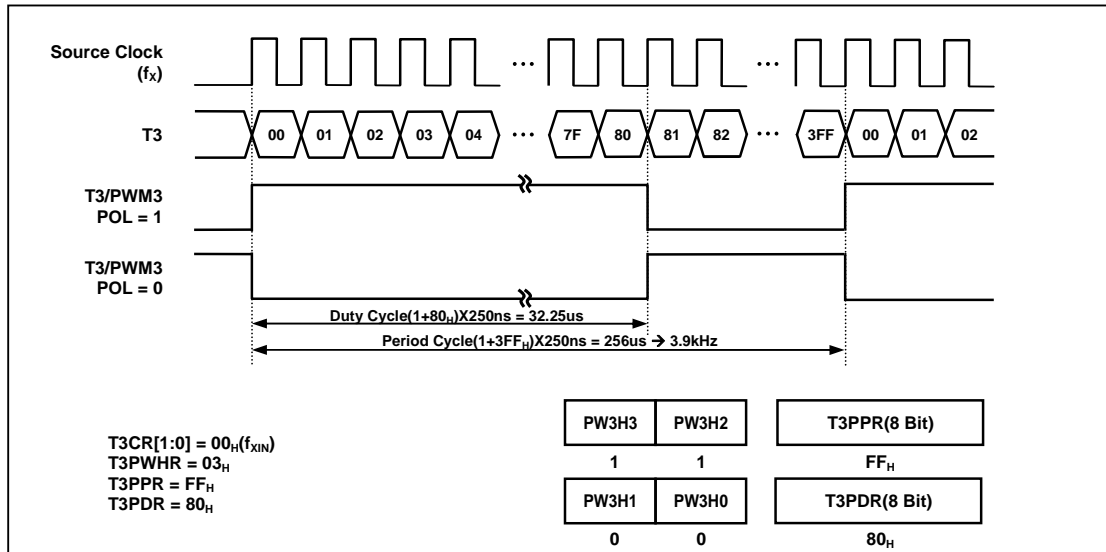 Source Clock
(fX)
T3
00 01 02 03 04 ... 7F 80 81 82 ... 3FF 00 01 02
T3/PWM3
POL = 1
T3/PWM3
POL = 0
Duty Cycle(1+80H)X250ns = 32.25us
Period Cycle(1+3FFH)X250ns = 256us → 3.9kHz
T3CR[1:0] = 00H(fXIN)
T3PWHR = 03H
T3PPR = FFH
T3PDR = 80H
PW3H3 PW3H2 T3PPR(8 Bit)
1 1 FFH
PW3H1 PW3H0 T3PDR(8 Bit)
0 0 80H